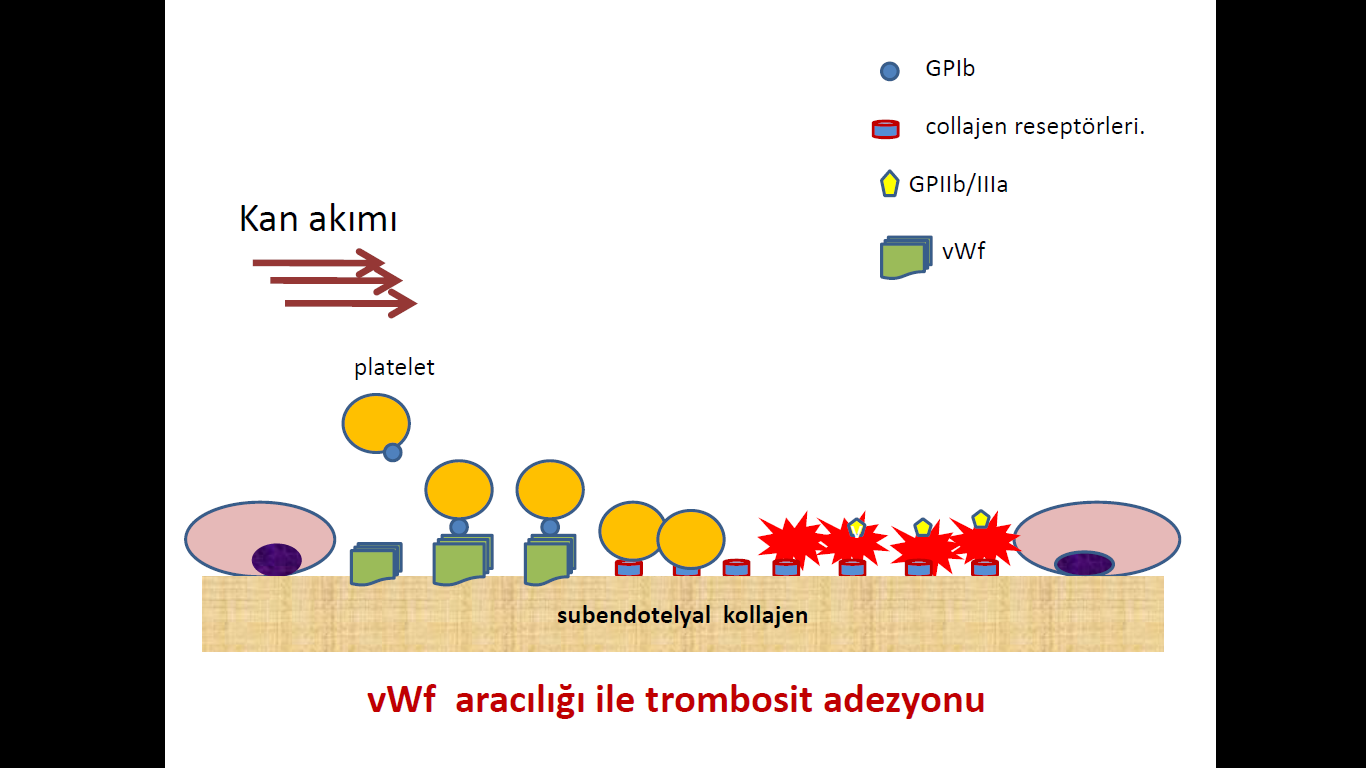 GPIb
collajen reseptörleri.
GPIIb/IIIa
vWf
Kan akımı
platelet
subendotelyal kollajen
vWf aracılığı ile trombosit adezyonu